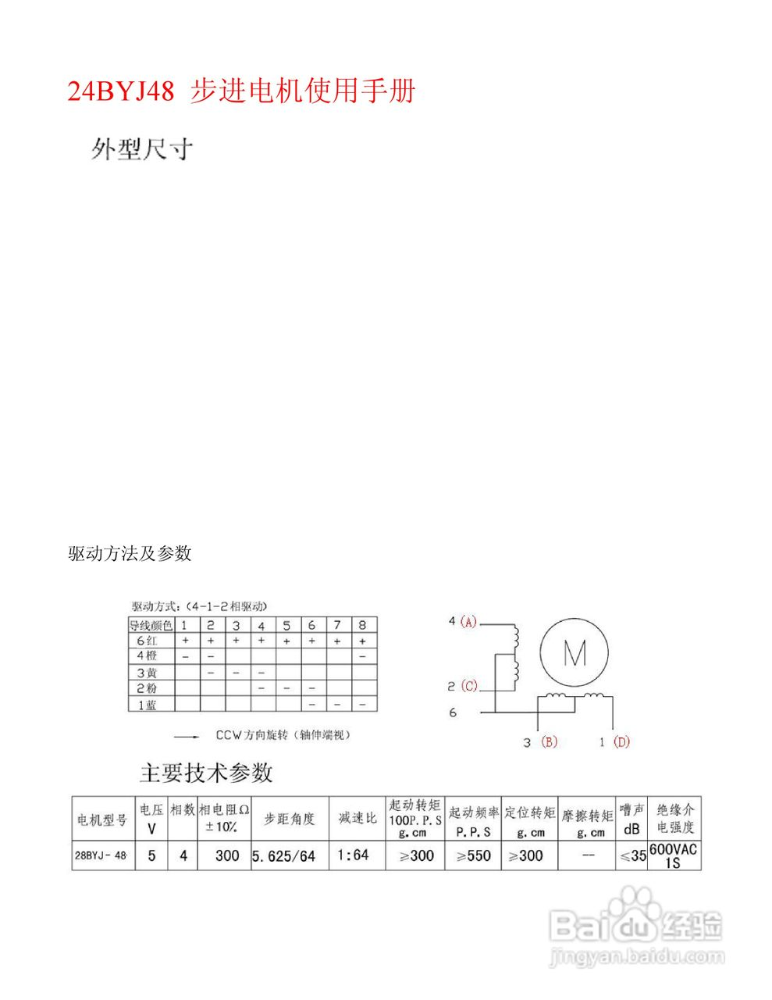 24BYJ48 步进电机使用手册
外型尺寸
驱动方法及参数
驱动方式:(4-1-2相驱动)
导线颜色 1 2 3 4 5 6 7 8
6红 + + + + + + + +
4橙 - - -
3黄 - - -
2粉 - - -
1蓝 - - -
CCW方向旋转(轴伸端视)
4 (A)
M
2 (C)
6
3 (B) 1 (D)
主要技术参数
电机型号 电压 V 相数 相电阻Ω ±10% 步距角度 减速比 起动转矩 100P.P.S g.cm 起动频率 P.P.S 定位转矩 g.cm 摩擦转矩 g.cm 嘈声 dB 绝缘介电强度
28BYJ-48 5 4 300 5.625/64 1:64 ≥300 ≥550 ≥300 -- ≤35 600VAC 1S
Baidu经验
jingyan.baidu.com